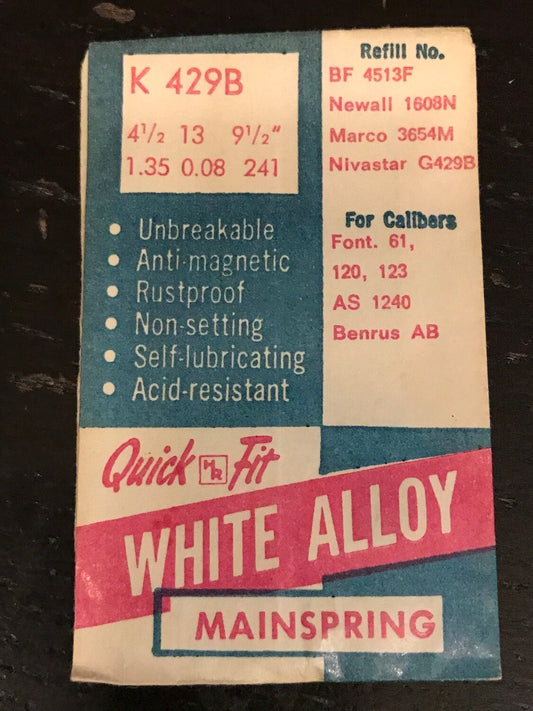 K 429B
4½ 13 9½"
1.35 0.08 241
Refill No.
BF 4513F
Newall 1608N
Marco 3654M
Nivastar G429B
For Calibers
Font. 61,
120, 123
AS 1240
Benrus AB
• Unbreakable
• Anti-magnetic
• Rustproof
• Non-setting
• Self-lubricating
• Acid-resistant
Quick Fit
WHITE ALLOY
MAINSPRING